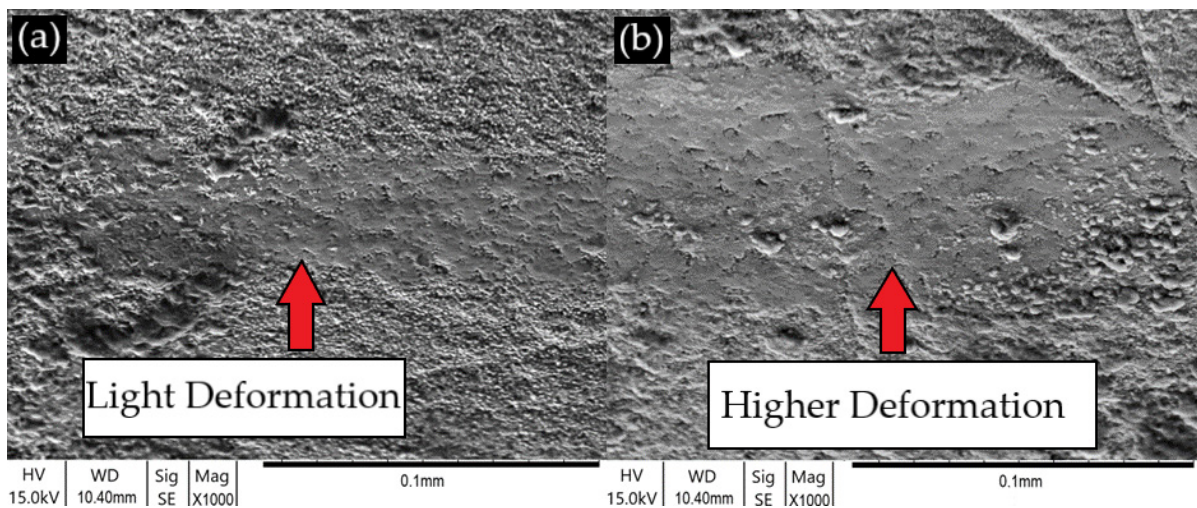 (a)
Light Deformation
HV WD Sig Mag
15.0kV 10.40mm SE X1000
0.1mm
(b)
Higher Deformation
HV WD Sig Mag
15.0kV 10.40mm SE X1000
0.1mm